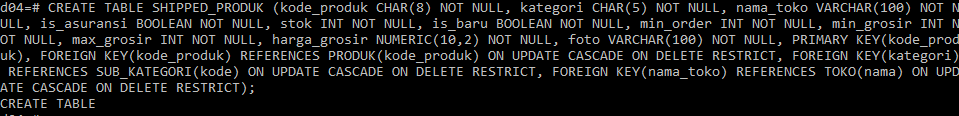 d04=# CREATE TABLE SHIPPED_PRODUK (kode_produk CHAR(8) NOT NULL, kategori CHAR(5) NOT NULL, nama_toko VARCHAR(100) NOT N
ULL, is_asuransi BOOLEAN NOT NULL, stok INT NOT NULL, is_baru BOOLEAN NOT NULL, min_order INT NOT NULL, min_grosir INT N
OT NULL, max_grosir INT NOT NULL, harga_grosir NUMERIC(10,2) NOT NULL, foto VARCHAR(100) NOT NULL, PRIMARY KEY(kode_prod
uk), FOREIGN KEY(kode_produk) REFERENCES PRODUK(kode_produk) ON UPDATE CASCADE ON DELETE RESTRICT, FOREIGN KEY(kategori)
 REFERENCES SUB_KATEGORI(kode) ON UPDATE CASCADE ON DELETE RESTRICT, FOREIGN KEY(nama_toko) REFERENCES TOKO(nama) ON UPD
ATE CASCADE ON DELETE RESTRICT);
CREATE TABLE